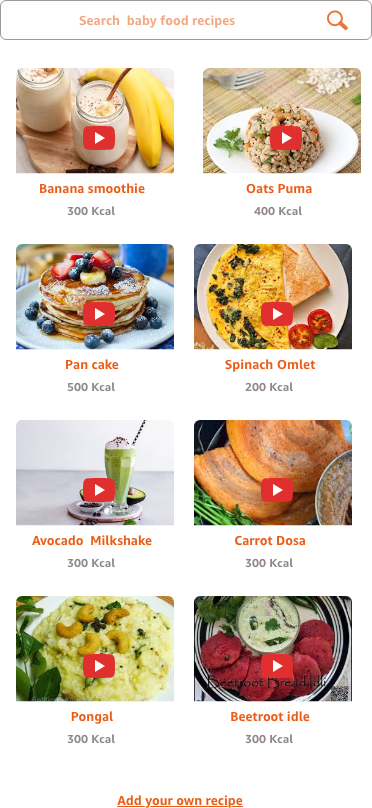 Search baby food recipes
Banana smoothie
Oats Puma
300 Kcal
400 Kcal
Pan cake
Spinach Omlet
500 Kcal
200 Kcal
Avocado Milkshake
Carrot Dosa
300 Kcal
300 Kcal
Beetroot Bread Idli
Pongal
Beetroot idle
300 Kcal
300 Kcal
Add your own recipe